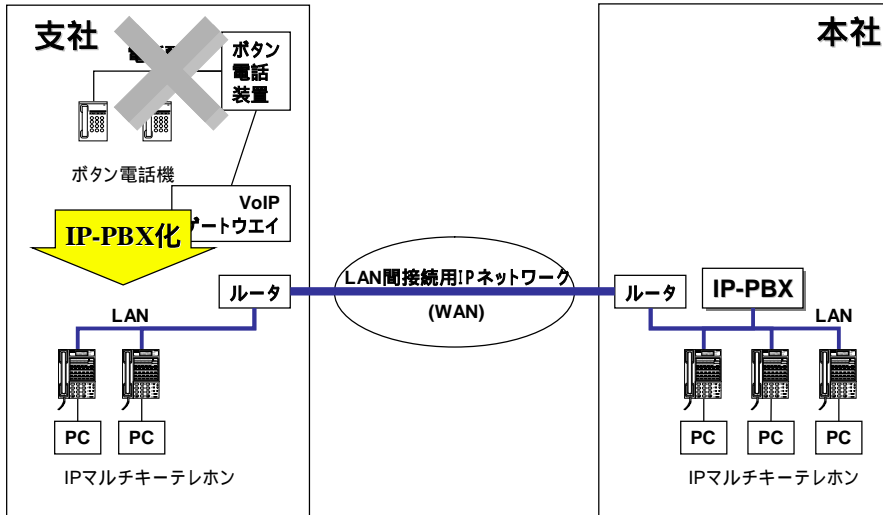 支社
ボタン
電話
装置
ボタン電話機
VoIP
ゲートウエイ
IP-PBX化
ルータ
LAN
PC
PC
IPマルチキーテレホン
LAN間接続用IPネットワーク
(WAN)
本社
ルータ
IP-PBX
LAN
PC
PC
PC
IPマルチキーテレホン